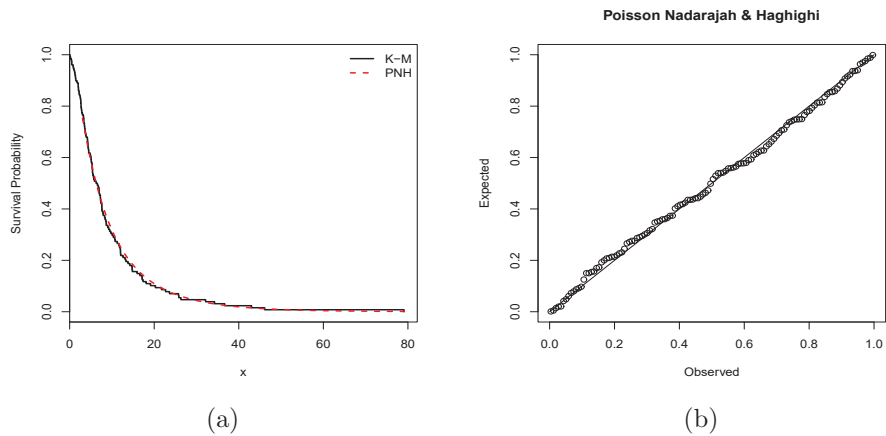 Poisson Nadarajah & Haghighi
K−M
PNH
Survival Probability
0.0 0.2 0.4 0.6 0.8 1.0
0 20 40 60 80
x
(a)
Expected
0.0 0.2 0.4 0.6 0.8 1.0
0.0 0.2 0.4 0.6 0.8 1.0
Observed
(b)